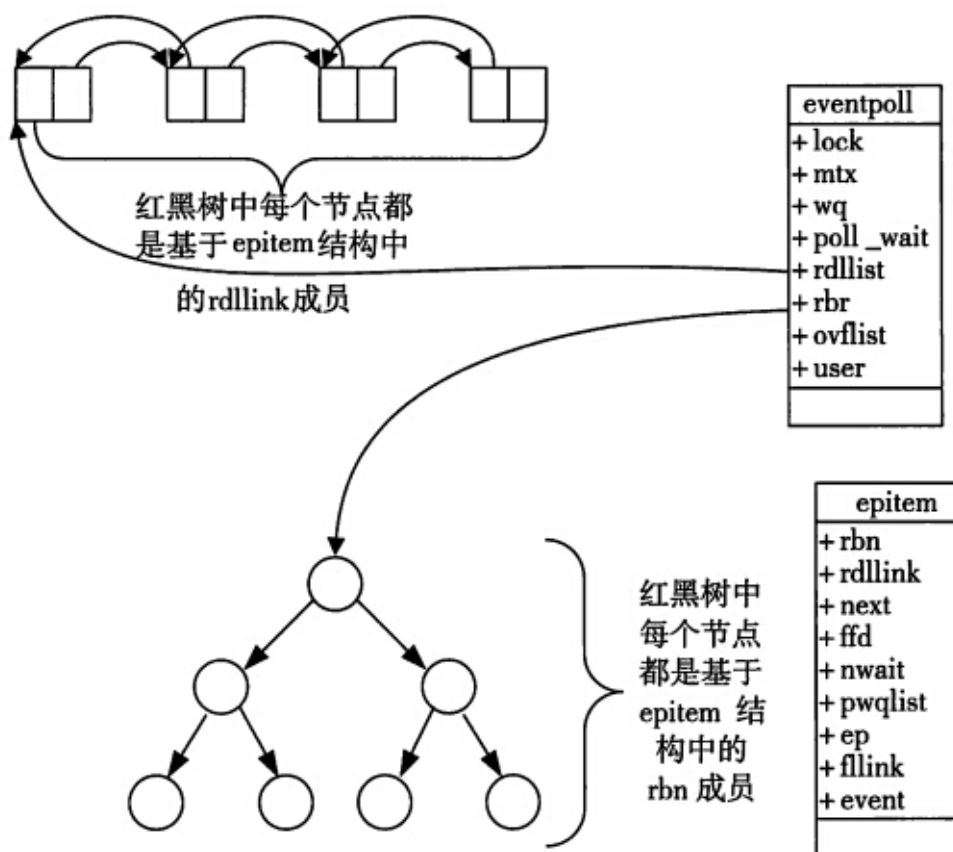 红黑树中每个节点都
是基于epitem结构中
的rdllink成员
eventpoll
+lock
+mtx
+wq
+poll_wait
+rdllist
+rbr
+ovflist
+user
红黑树中
每个节点
都是基于
epitem 结
构中的
rbn 成员
epitem
+rbn
+rdllink
+next
+ffd
+nwait
+pwqlist
+ep
+fllink
+event